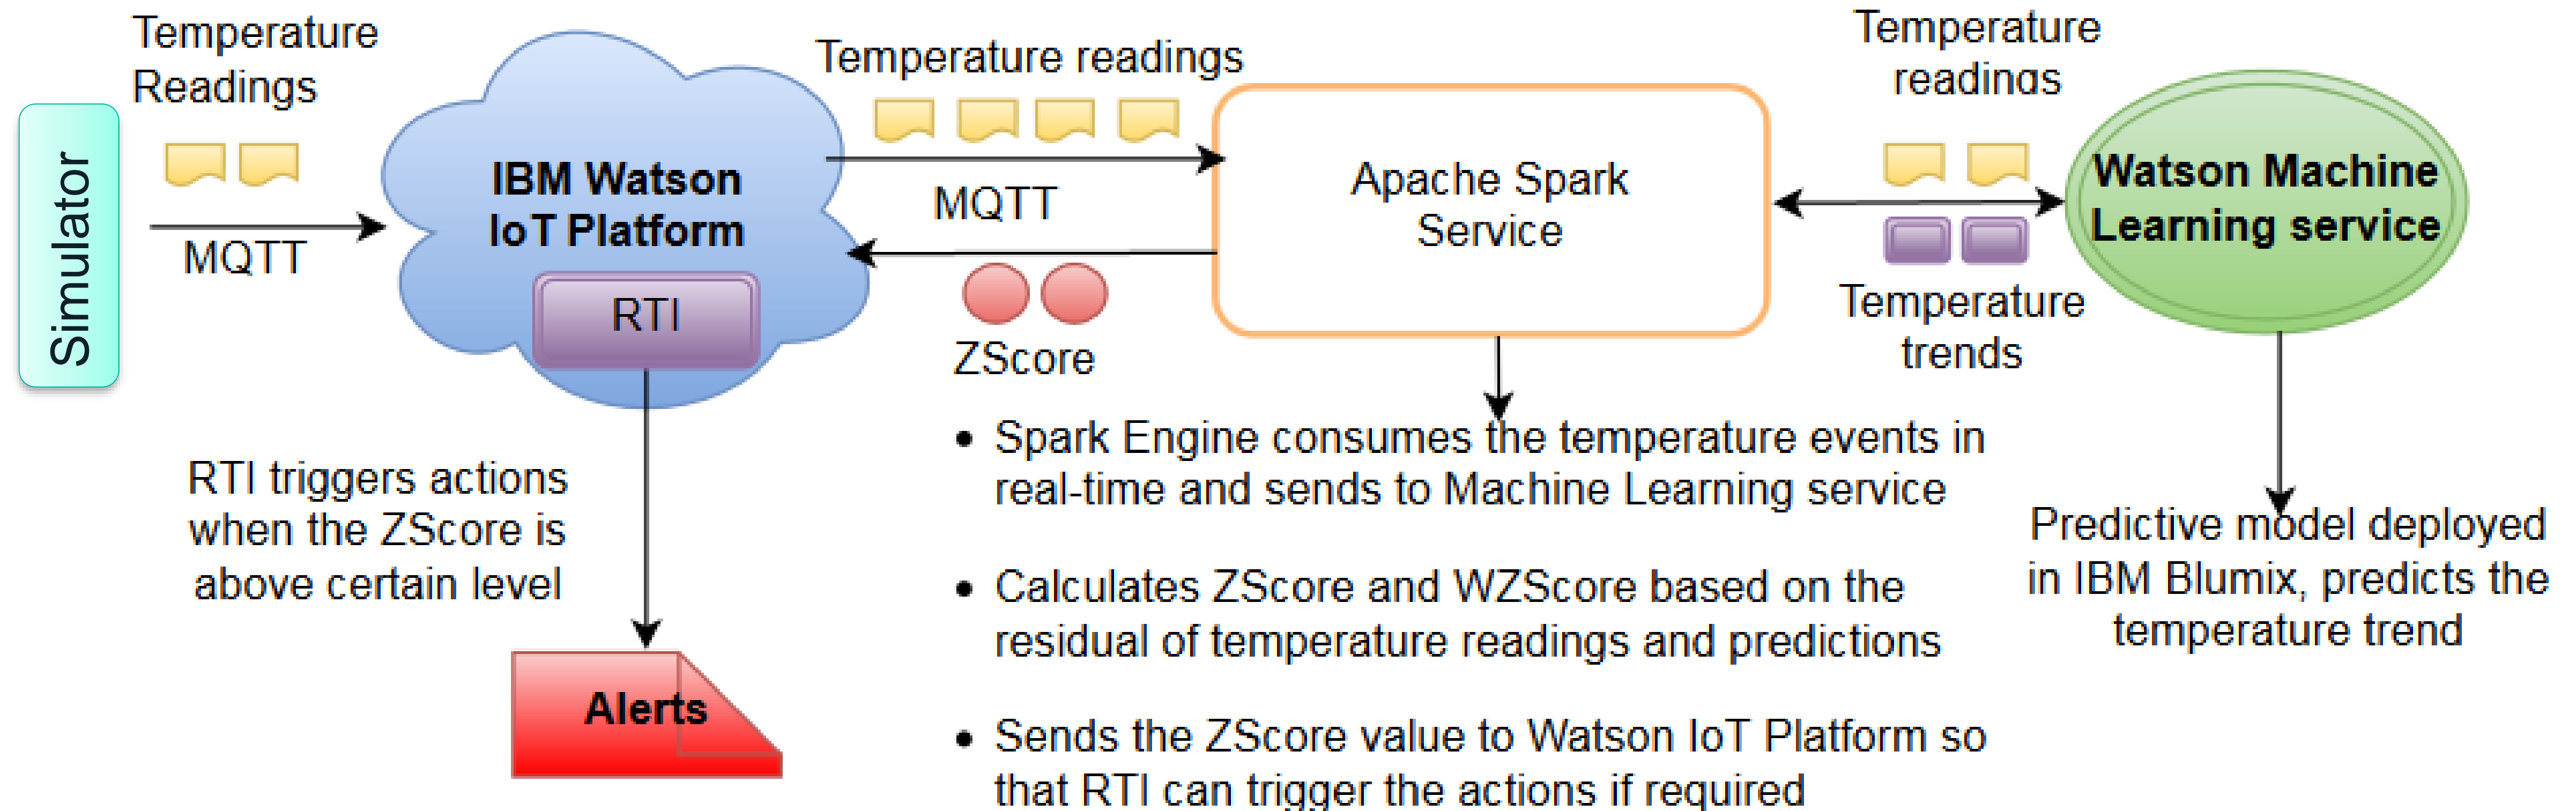 Simulator
Temperature
Readings
MQTT
IBM Watson
IoT Platform
RTI
RTI triggers actions
when the ZScore is
above certain level
Alerts
Temperature readings
MQTT
ZScore
Apache Spark
Service
• Spark Engine consumes the temperature events in
real-time and sends to Machine Learning service
• Calculates ZScore and WZScore based on the
residual of temperature readings and predictions
• Sends the ZScore value to Watson IoT Platform so
that RTI can trigger the actions if required
Temperature
readings
Temperature
trends
Watson Machine
Learning service
Predictive model deployed
in IBM Blumix, predicts the
temperature trend